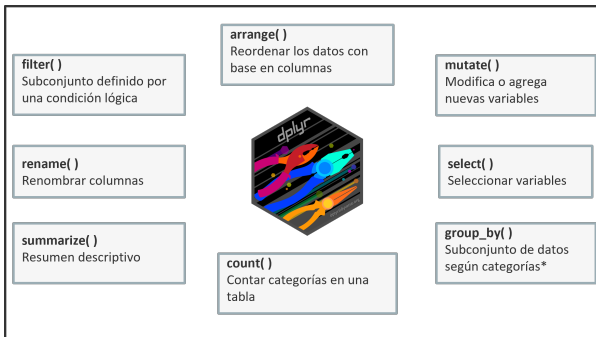 arrange( )
Reordenar los datos con
base en columnas
filter( )
Subconjunto definido por
una condición lógica
mutate( )
Modifica o agrega
nuevas variables
dplyr
rename( )
Renombrar columnas
select( )
Seleccionar variables
summarize( )
Resumen descriptivo
group_by( )
Subconjunto de datos
según categorías*
count( )
Contar categorías en una
tabla